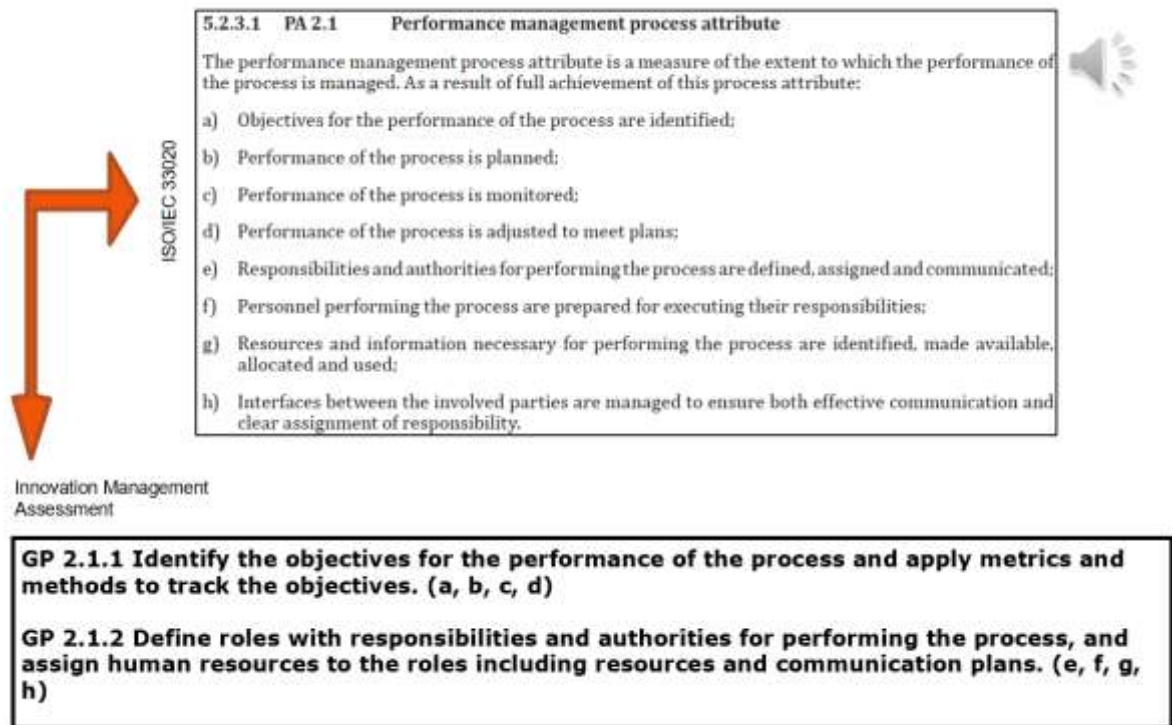 5.2.3.1 PA 2.1 Performance management process attribute
The performance management process attribute is a measure of the extent to which the performance of
the process is managed. As a result of full achievement of this process attribute:
a) Objectives for the performance of the process are identified;
b) Performance of the process is planned;
c) Performance of the process is monitored;
d) Performance of the process is adjusted to meet plans;
e) Responsibilities and authorities for performing the process are defined, assigned and communicated;
f) Personnel performing the process are prepared for executing their responsibilities;
g) Resources and information necessary for performing the process are identified, made available,
allocated and used;
h) Interfaces between the involved parties are managed to ensure both effective communication and
clear assignment of responsibility.
ISO/IEC 33020
Innovation Management
Assessment
GP 2.1.1 Identify the objectives for the performance of the process and apply metrics and
methods to track the objectives. (a, b, c, d)
GP 2.1.2 Define roles with responsibilities and authorities for performing the process, and
assign human resources to the roles including resources and communication plans. (e, f, g,
h)